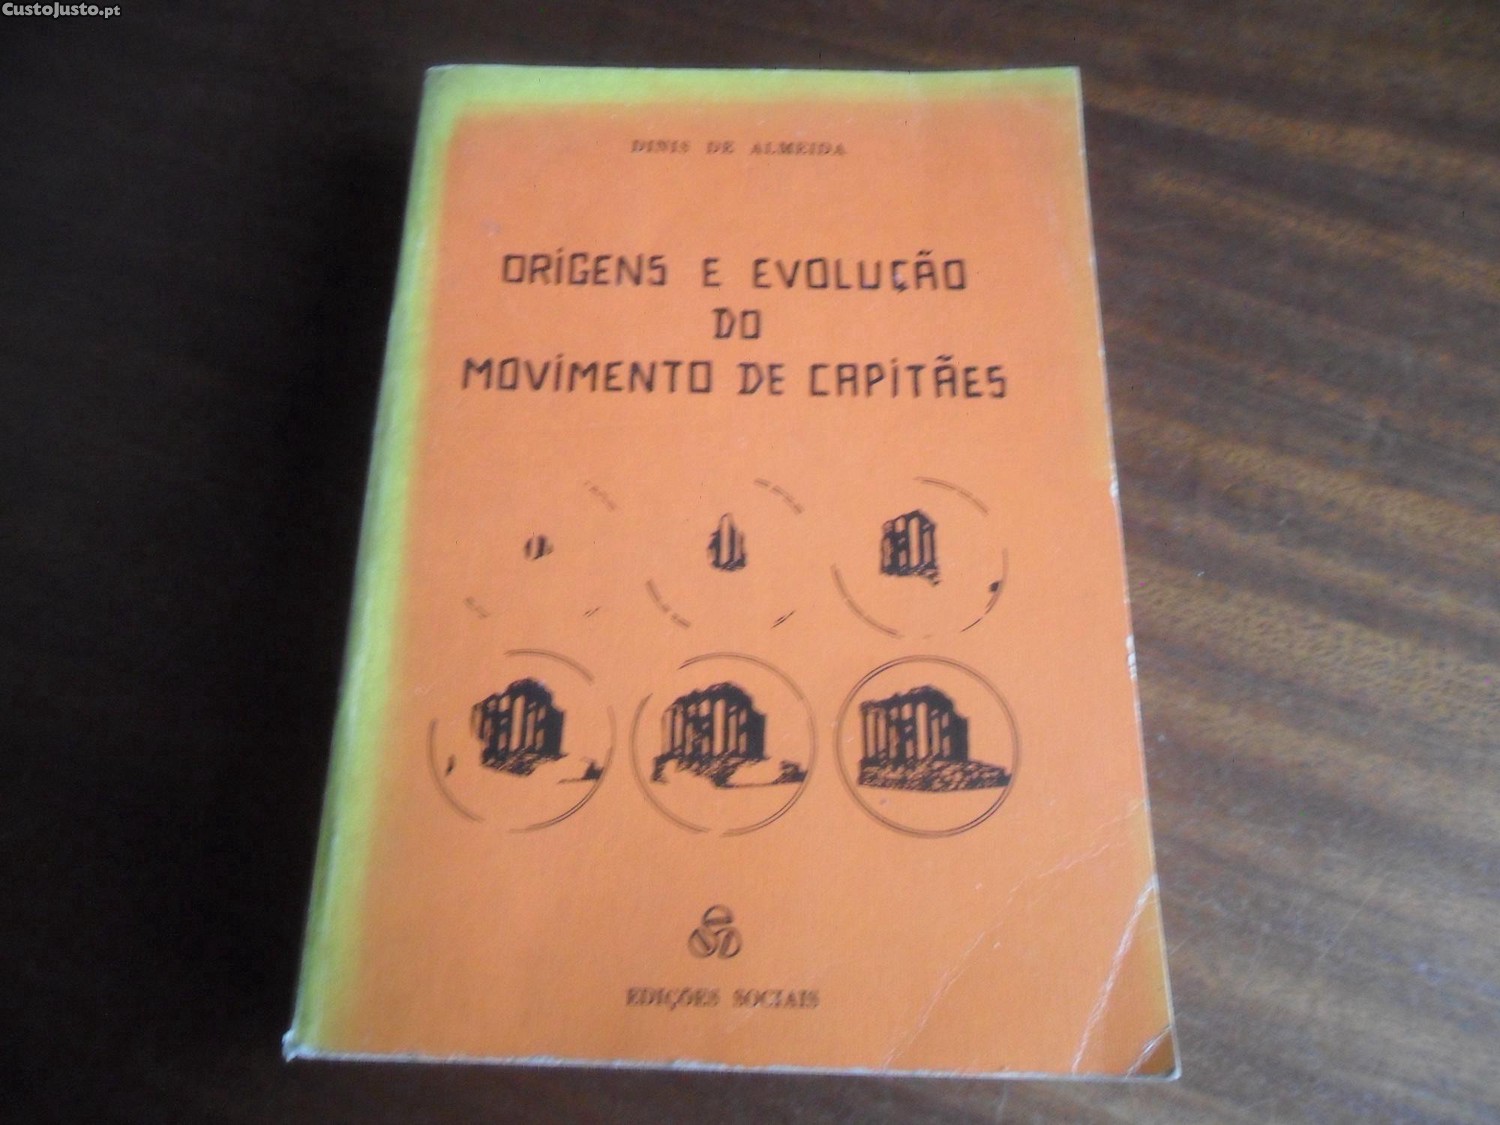 CustoJusto.pt
DINIS DE ALMEIDA
ORÍGENS E EVOLUÇÃO
DO
MOVIMENTO DE CAPITÃES
EDIÇÕES SOCIAIS